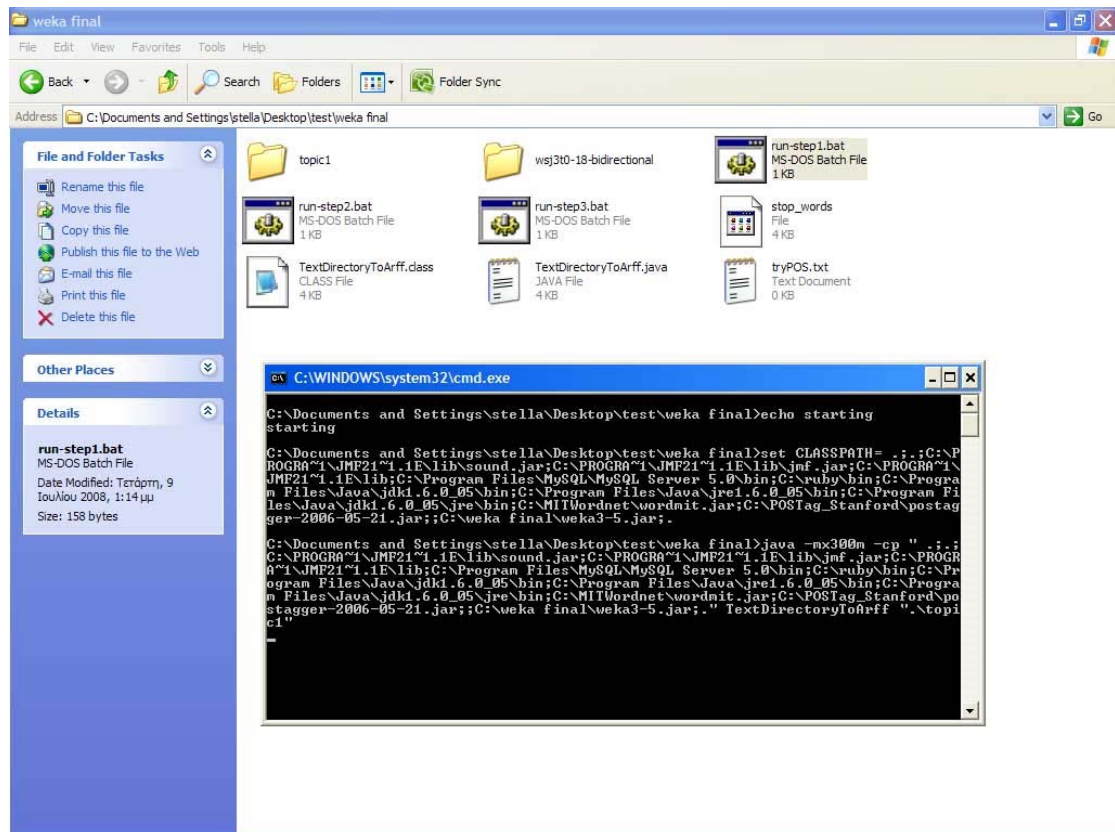 weka final
File Edit View Favorites Tools Help
Back Search Folders Folder Sync
Address C:\Documents and Settings\stella\Desktop\test\weka final Go
File and Folder Tasks
Rename this file
Move this file
Copy this file
Publish this file to the Web
E-mail this file
Print this file
Delete this file
Other Places
Details
run-step1.bat
MS-DOS Batch File
Date Modified: Τετάρτη, 9
Ιουλίου 2008, 1:14 μμ
Size: 158 bytes
topic1
wsj3t0-18-bidirectional
run-step1.bat
MS-DOS Batch File
1 KB
run-step2.bat
MS-DOS Batch File
1 KB
run-step3.bat
MS-DOS Batch File
1 KB
stop_words
File
4 KB
TextDirectoryToArff.class
CLASS File
4 KB
TextDirectoryToArff.java
JAVA File
4 KB
tryPOS.txt
Text Document
0 KB
C:\WINDOWS\system32\cmd.exe
C:\Documents and Settings\stella\Desktop\test\weka final>echo starting
starting
C:\Documents and Settings\stella\Desktop\test\weka final>set CLASSPATH= .;.;C:\P
ROGRA~1\JMF21~1.1E\lib\sound.jar;C:\PROGRA~1\JMF21~1.1E\lib\jmf.jar;C:\PROGRA~1\
JMF21~1.1E\lib;C:\Program Files\MySQL\MySQL Server 5.0\bin;C:\ruby\bin;C:\Progra
m Files\Java\jdk1.6.0_05\bin;C:\Program Files\Java\jre1.6.0_05\bin;C:\Program Fi
les\Java\jdk1.6.0_05\jre\bin;C:\MITWordnet\wordmit.jar;C:\POSTag_Stanford\postag
ger-2006-05-21.jar;;C:\weka final\weka3-5.jar;.
C:\Documents and Settings\stella\Desktop\test\weka final>java -mx300m -cp " .;.;
C:\PROGRA~1\JMF21~1.1E\lib\sound.jar;C:\PROGRA~1\JMF21~1.1E\lib\jmf.jar;C:\PROGR
A~1\JMF21~1.1E\lib;C:\Program Files\MySQL\MySQL Server 5.0\bin;C:\ruby\bin;C:\Pr
ogram Files\Java\jdk1.6.0_05\bin;C:\Program Files\Java\jre1.6.0_05\bin;C:\Progra
m Files\Java\jdk1.6.0_05\jre\bin;C:\MITWordnet\wordmit.jar;C:\POSTag_Stanford\po
stagger-2006-05-21.jar;;C:\weka final\weka3-5.jar;." TextDirectoryToArff ".\topi
c1"